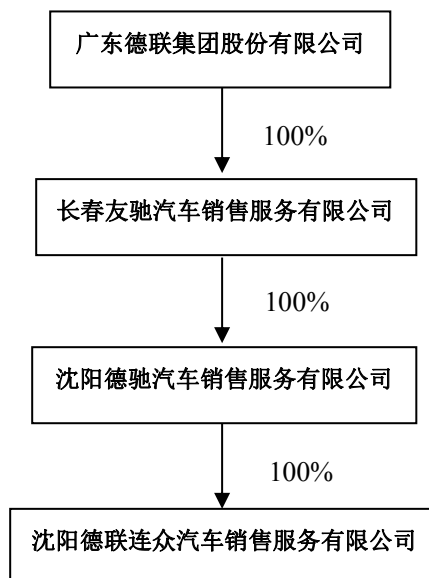 广东德联集团股份有限公司
100%
长春友驰汽车销售服务有限公司
100%
沈阳德驰汽车销售服务有限公司
100%
沈阳德联连众汽车销售服务有限公司